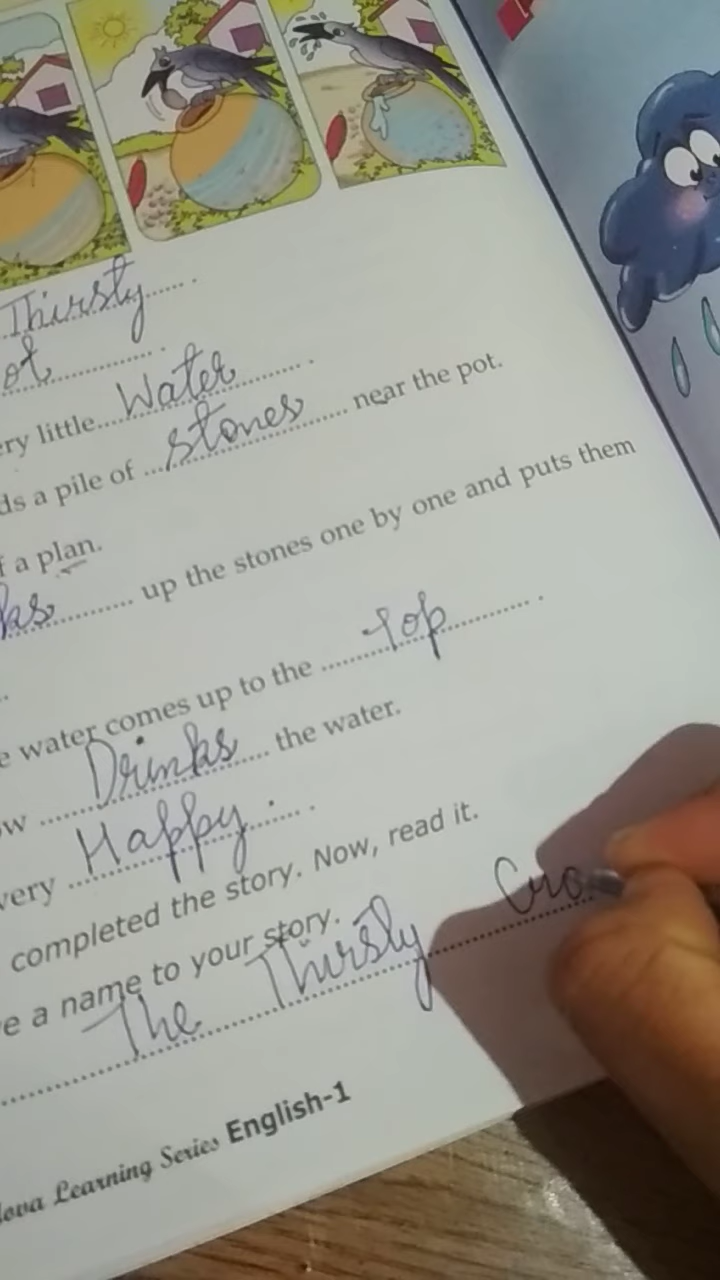 Thirsty .
ot .
ery little Water .
ds a pile of stones near the pot.
f a plan.
ks up the stones one by one and puts them
.
e water comes up to the Top .
ow Drinks the water.
very Happy .
completed the story. Now, read it.
e a name to your story.
The Thirsty Cro
Nova Learning Series English-1